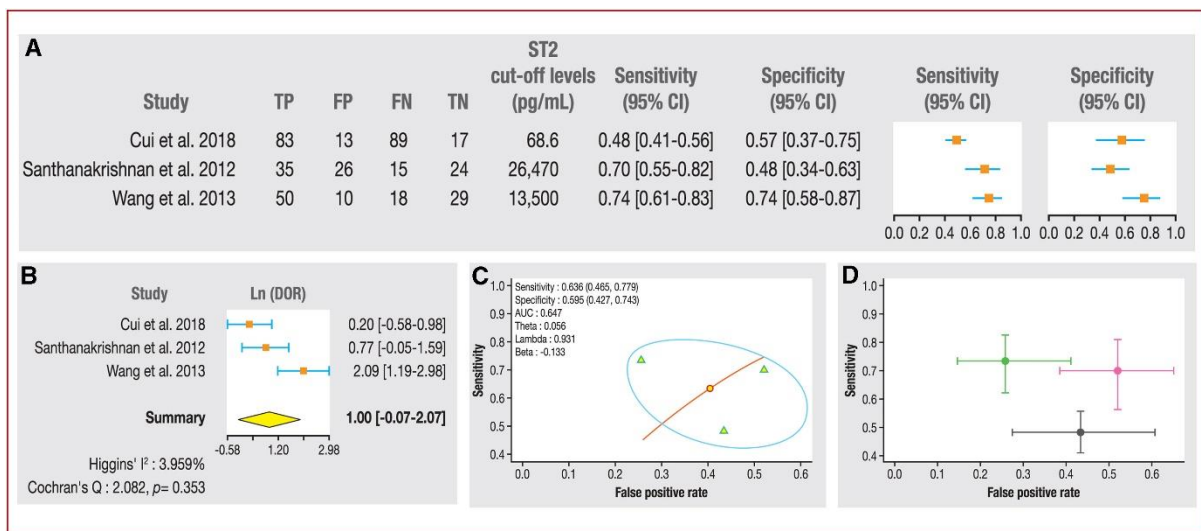 A
Study TP FP FN TN ST2 cut-off levels (pg/mL) Sensitivity (95% CI) Specificity (95% CI) Sensitivity (95% CI) Specificity (95% CI)
Cui et al. 2018 83 13 89 17 68.6 0.48 [0.41-0.56] 0.57 [0.37-0.75]
Santhanakrishnan et al. 2012 35 26 15 24 26,470 0.70 [0.55-0.82] 0.48 [0.34-0.63]
Wang et al. 2013 50 10 18 29 13,500 0.74 [0.61-0.83] 0.74 [0.58-0.87]
0.0 0.2 0.4 0.6 0.8 1.0 0.0 0.2 0.4 0.6 0.8 1.0
B
Study Ln (DOR)
Cui et al. 2018 0.20 [-0.58-0.98]
Santhanakrishnan et al. 2012 0.77 [-0.05-1.59]
Wang et al. 2013 2.09 [1.19-2.98]
Summary 1.00 [-0.07-2.07]
-0.58 1.20 2.98
Higgins' I² : 3.959%
Cochran's Q : 2.082, p= 0.353
C
Sensitivity : 0.636 (0.465, 0.779)
Specificity : 0.595 (0.427, 0.743)
AUC : 0.647
Theta : 0.056
Lambda : 0.931
Beta : -0.133
Sensitivity
1.0
0.9
0.8
0.7
0.6
0.5
0.4
0.0 0.1 0.2 0.3 0.4 0.5 0.6
False positive rate
D
Sensitivity
1.0
0.9
0.8
0.7
0.6
0.5
0.4
0.0 0.1 0.2 0.3 0.4 0.5 0.6
False positive rate